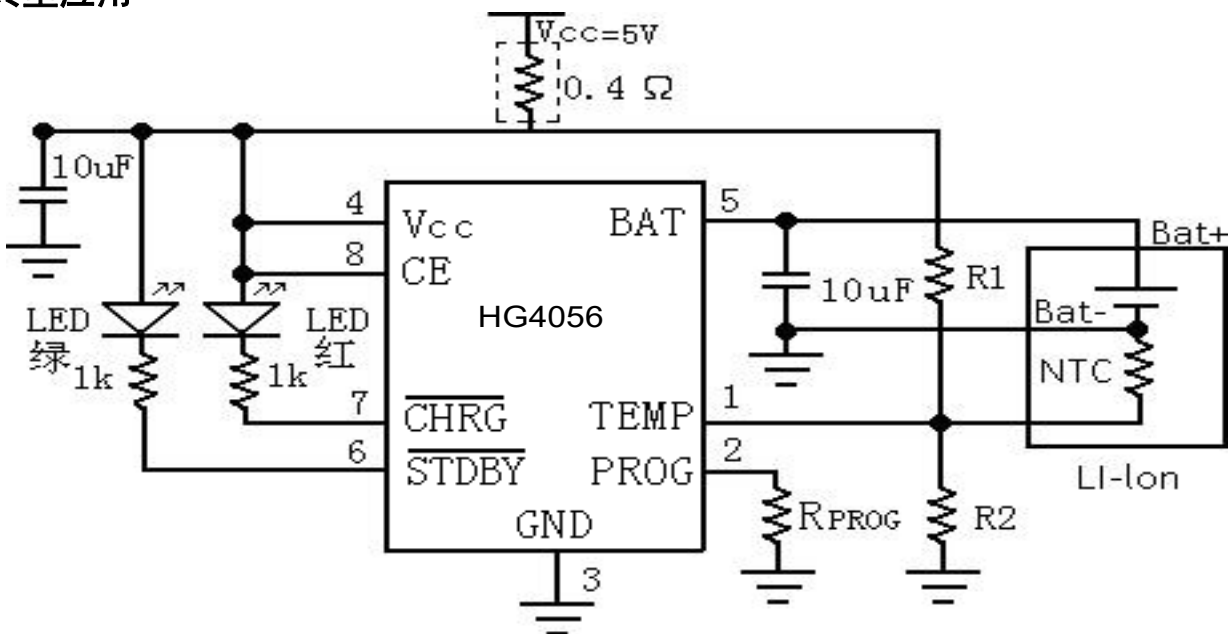 Vcc=5V
0.4 Ω
10uF
4
Vcc
BAT
5
Bat+
8
CE
R1
10uF
HG4056
LED
绿
LED
红
Bat-
1k
1k
NTC
7
CHRG
TEMP
1
6
STDBY
PROG
2
LI-lon
GND
RPROG
R2
3